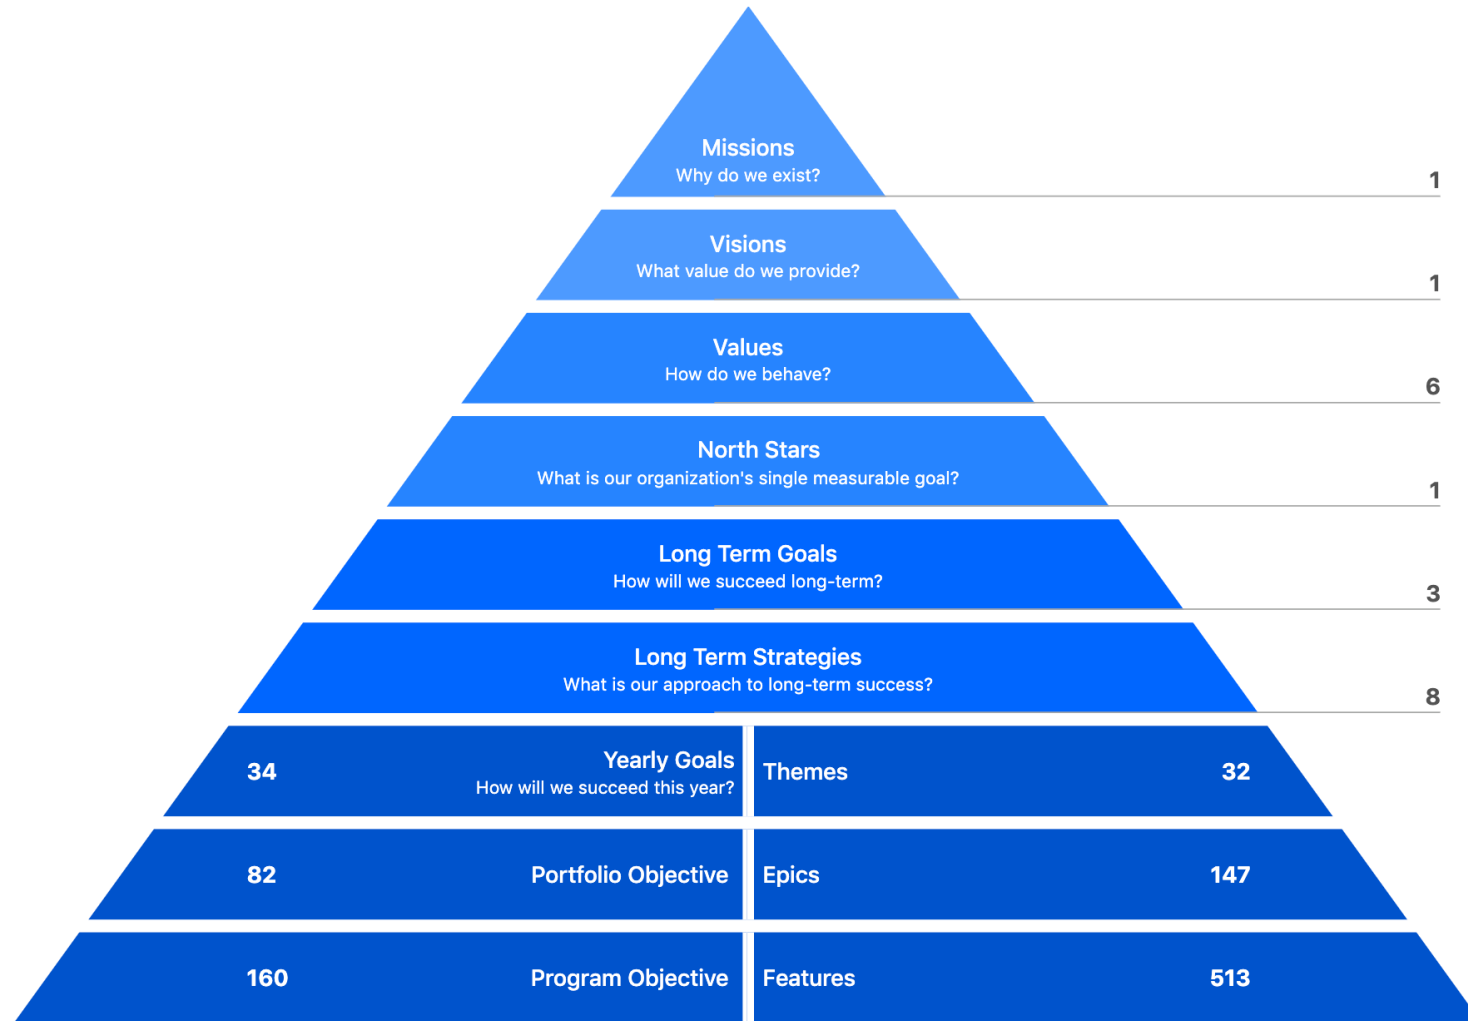 Missions
Why do we exist?
1
Visions
What value do we provide?
1
Values
How do we behave?
6
North Stars
What is our organization's single measurable goal?
1
Long Term Goals
How will we succeed long-term?
3
Long Term Strategies
What is our approach to long-term success?
8
34 Yearly Goals Themes 32
How will we succeed this year?
82 Portfolio Objective Epics 147
160 Program Objective Features 513